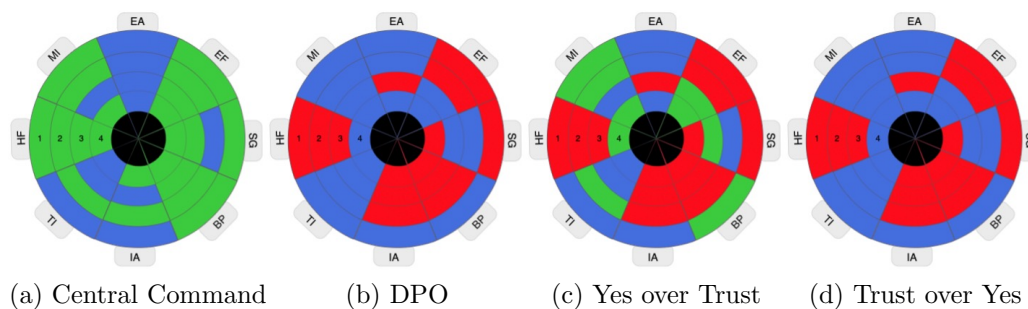 EA
MI
EF
HF
1 2 3 4
SG
TI
BP
IA
EA
MI
EF
HF
1 2 3 4
SG
TI
BP
IA
EA
MI
EF
HF
1 2 3 4
SG
TI
BP
IA
EA
MI
EF
HF
1 2 3 4
SG
TI
BP
IA
(a) Central Command
(b) DPO
(c) Yes over Trust
(d) Trust over Yes